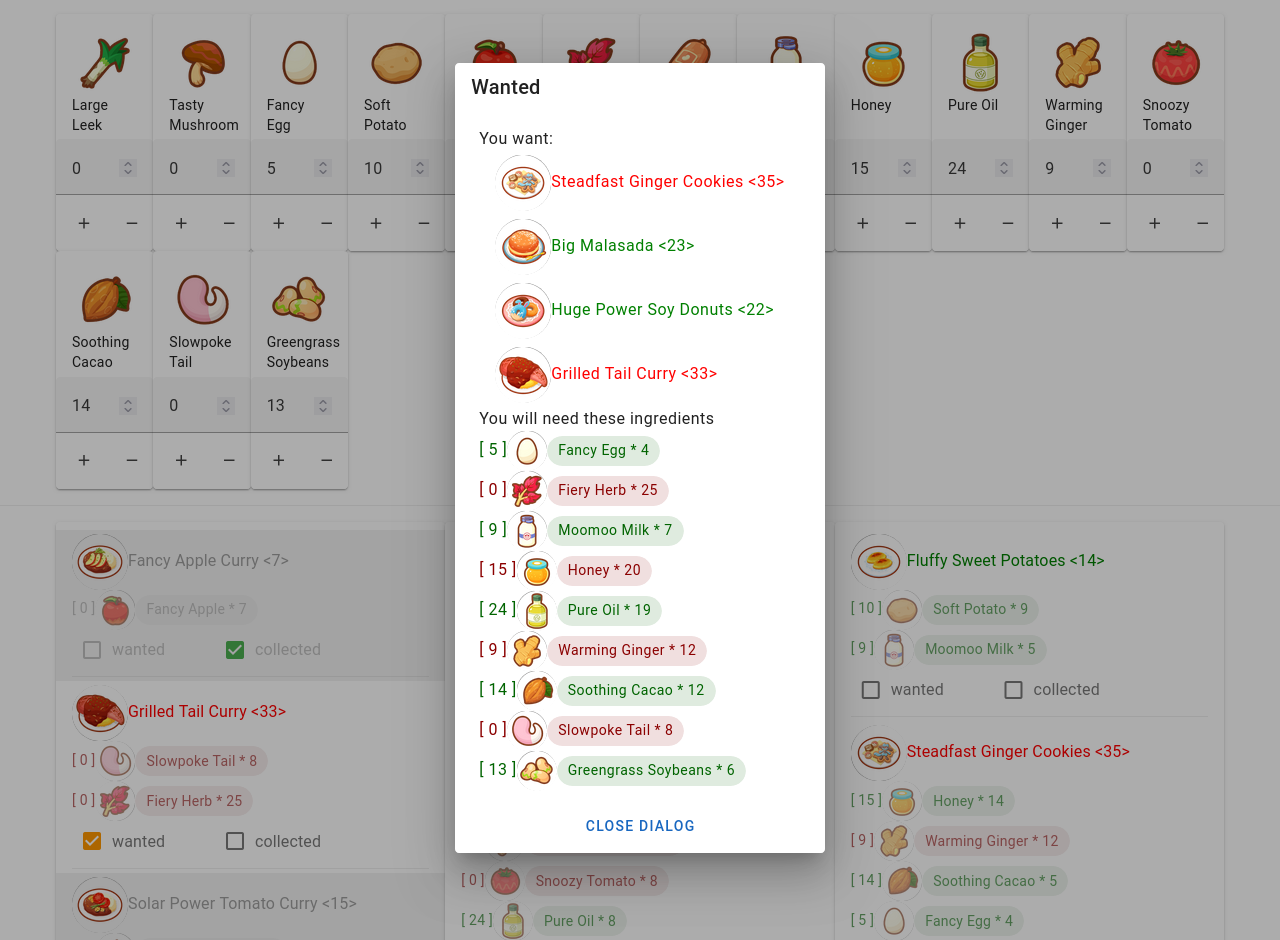 Large
Leek
Tasty
Mushroom
Fancy
Egg
Soft
Potato
Honey
Pure Oil
Warming
Ginger
Snoozy
Tomato
0
0
5
10
15
24
9
0
+ −
+ −
+ −
+ −
+ −
+ −
+ −
+ −
Soothing
Cacao
Slowpoke
Tail
Greengrass
Soybeans
14
0
13
+ −
+ −
+ −
Wanted
You want:
Steadfast Ginger Cookies <35>
Big Malasada <23>
Huge Power Soy Donuts <22>
Grilled Tail Curry <33>
You will need these ingredients
[ 5 ] Fancy Egg * 4
[ 0 ] Fiery Herb * 25
[ 9 ] Moomoo Milk * 7
[ 15 ] Honey * 20
[ 24 ] Pure Oil * 19
[ 9 ] Warming Ginger * 12
[ 14 ] Soothing Cacao * 12
[ 0 ] Slowpoke Tail * 8
[ 13 ] Greengrass Soybeans * 6
CLOSE DIALOG
Fancy Apple Curry <7>
[ 0 ] Fancy Apple * 7
wanted collected
Grilled Tail Curry <33>
[ 0 ] Slowpoke Tail * 8
[ 0 ] Fiery Herb * 25
wanted collected
Solar Power Tomato Curry <15>
[ 0 ] Snoozy Tomato * 8
[ 24 ] Pure Oil * 8
Fluffy Sweet Potatoes <14>
[ 10 ] Soft Potato * 9
[ 9 ] Moomoo Milk * 5
wanted collected
Steadfast Ginger Cookies <35>
[ 15 ] Honey * 14
[ 9 ] Warming Ginger * 12
[ 14 ] Soothing Cacao * 5
[ 5 ] Fancy Egg * 4